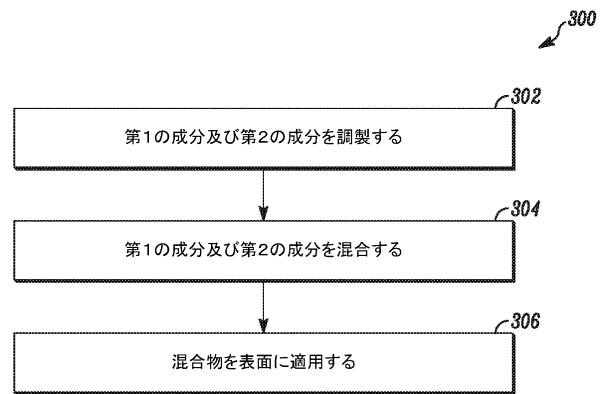 300
302
第1の成分及び第2の成分を調製する
304
第1の成分及び第2の成分を混合する
306
混合物を表面に適用する